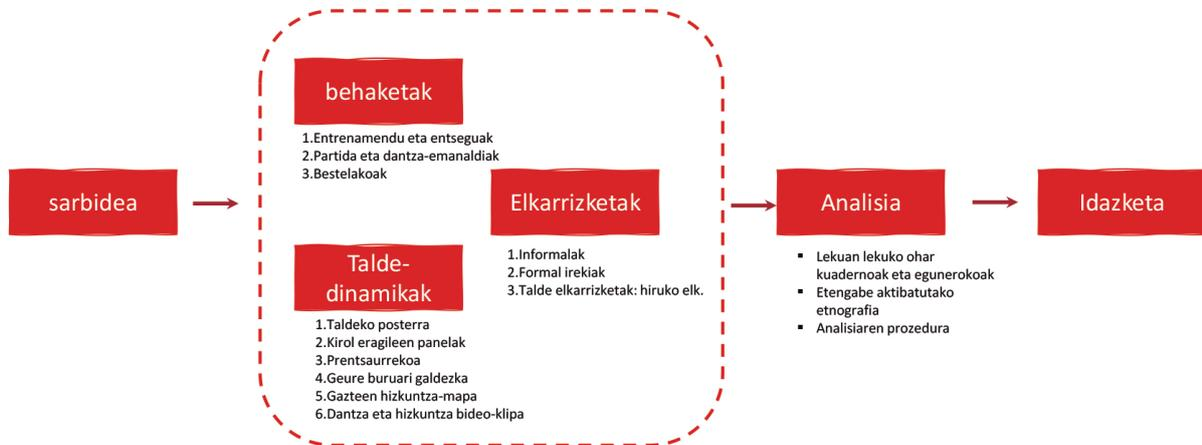 sarbidea
behaketak
1.Entrenamendu eta entseguak
2.Partida eta dantza-emanaldiak
3.Bestelakoak
Talde-
dinamikak
1.Taldeko posterra
2.Kirol eragileen panelak
3.Prentsaurrekoa
4.Geure buruari galdezka
5.Gazteen hizkuntza-mapa
6.Dantza eta hizkuntza bideo-klipa
Elkarrizketak
1.Informalak
2.Formal irekiak
3.Talde elkarrizketak: hiruko elk.
Analisia
▪ Lekuan lekuko ohar
kuadernoak eta egunerokoak
▪ Etengabe aktibatutako
etnografia
▪ Analisiaren prozedura
Idazketa